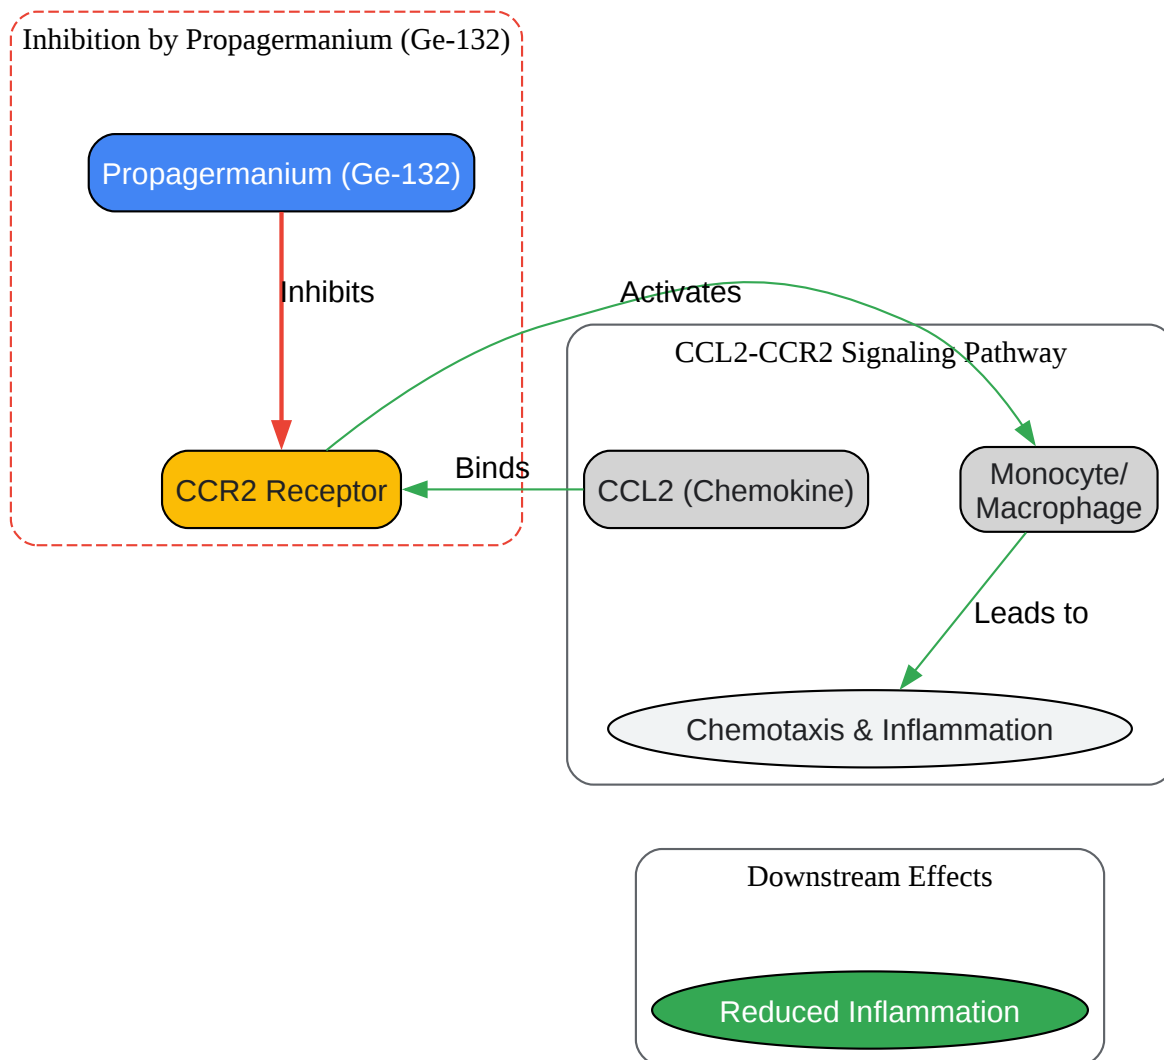 Inhibition by Propagermanium (Ge-132)
Propagermanium (Ge-132)
Inhibits
Activates
CCL2-CCR2 Signaling Pathway
CCR2 Receptor
Binds
CCL2 (Chemokine)
Monocyte/
Macrophage
Leads to
Chemotaxis & Inflammation
Downstream Effects
Reduced Inflammation